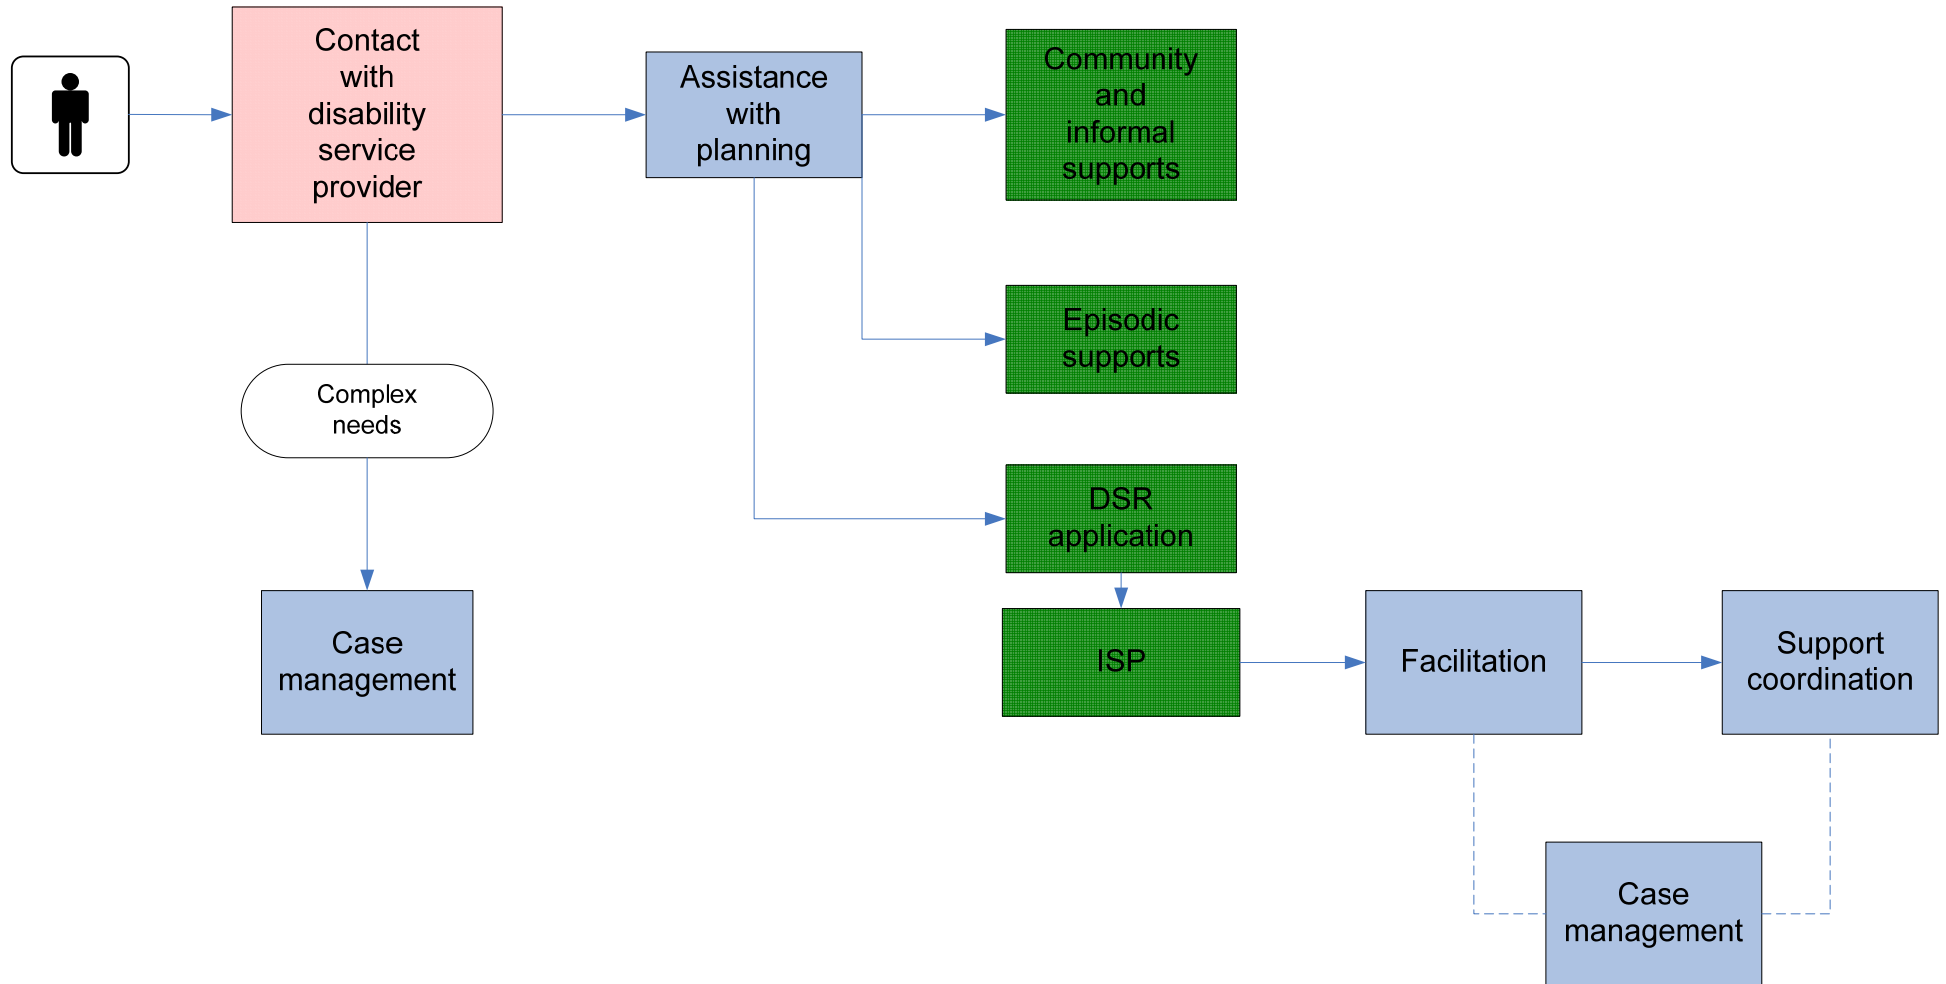 Contact
with
disability
service
provider
Assistance
with
planning
Community
and
informal
supports
Episodic
supports
Complex
needs
DSR
application
Case
management
ISP
Facilitation
Support
coordination
Case
management